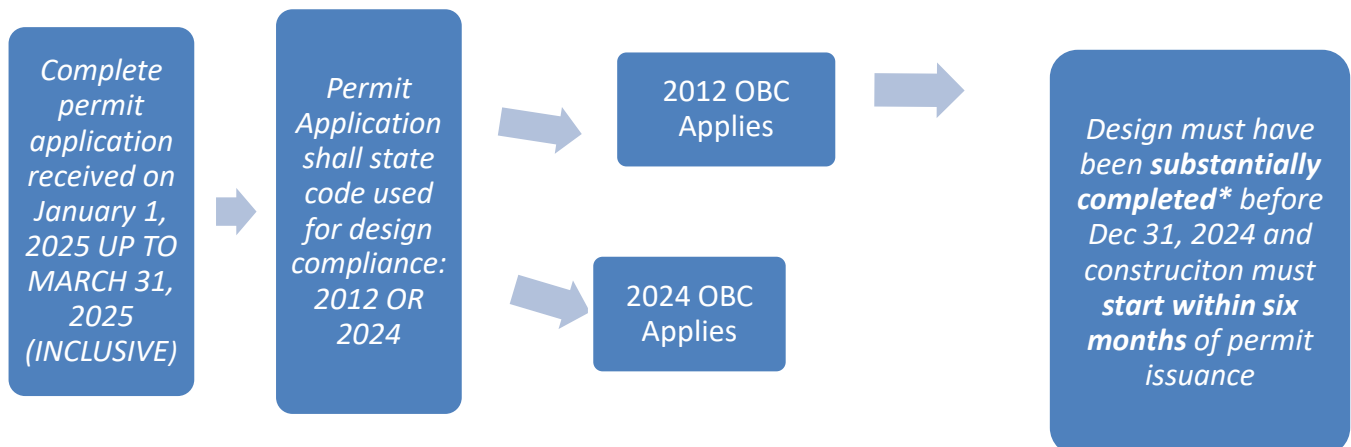 Complete
permit
application
received on
January 1,
2025 UP TO
MARCH 31,
2025
(INCLUSIVE)
Permit
Application
shall state
code used
for design
compliance:
2012 OR
2024
2012 OBC
Applies
2024 OBC
Applies
Design must have
been substantially
completed* before
Dec 31, 2024 and
construciton must
start within six
months of permit
issuance